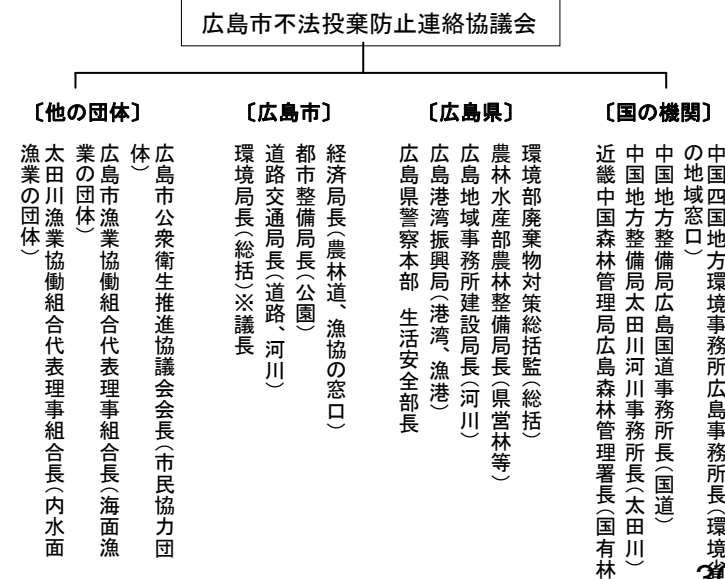 広島市不法投棄防止連絡協議会
〔国の機関〕
中国四国地方環境事務所広島事務所長（環境省
の地域窓口）
中国地方整備局広島国道事務所長（国道）
中国地方整備局太田川河川事務所長（太田川）
近畿中国森林管理局広島森林管理署長（国有林
〔広島県〕
環境部廃棄物対策総括監（総括）
農林水産部農林整備局長（県営林等）
広島地域事務所建設局長（河川）
広島港湾振興局（港湾、漁港）
広島県警察本部 生活安全部長
〔広島市〕
経済局長（農林道、漁協の窓口）
都市整備局長（公園）
道路交通局長（道路、河川）
環境局長（総括）※議長
〔他の団体〕
広島市公衆衛生推進協議会会長（市民協力団
体）
広島市漁業協働組合代表理事組合長（海面漁
業の団体）
太田川漁業協働組合代表理事組合長（内水面
漁業の団体）